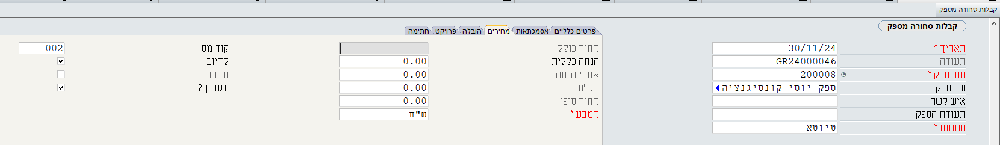 קבלות סחורה מספק
קבלות סחורה מספק
תאריך * 30/11/24
תעודה GR24000046
מס. ספק * 200008
שם ספק ספק יוסי קונסיגנציה
איש קשר
תעודת הספק
סטטוס * טיוטא
פרטים כלליים אסמכתאות מחירים הובלה פרויקט חתימה
מחיר כולל קוד מס 002
הנחה כללית 0.00 לחיוב
אחרי הנחה 0.00 חויבה
מע"מ 0.00 שערוך?
מחיר סופי 0.00
מטבע * ש"ח